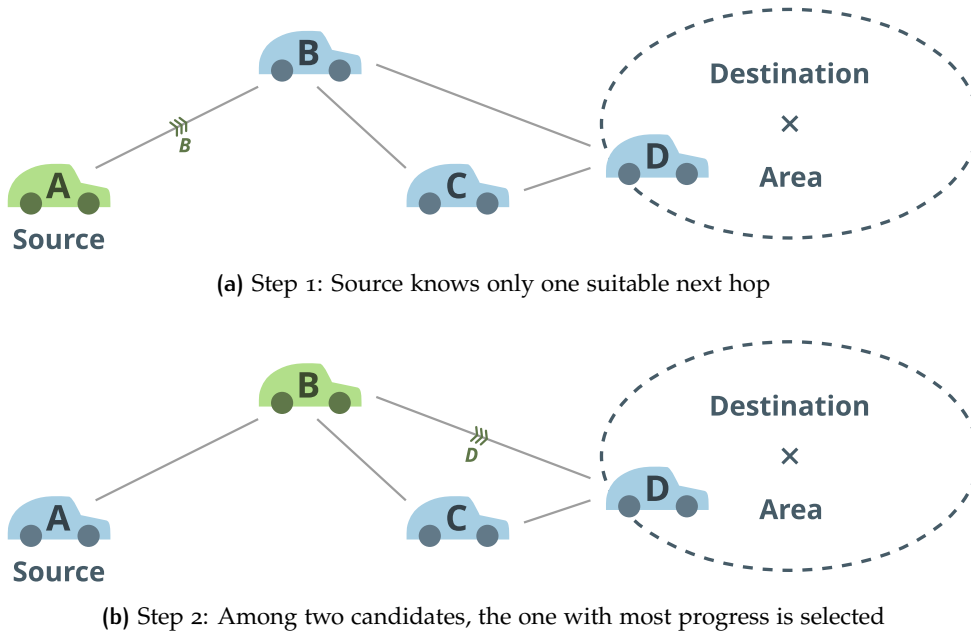 B
Destination
B
D
A
C
Area
Source
(a) Step 1: Source knows only one suitable next hop
B
Destination
D
D
A
C
Area
Source
(b) Step 2: Among two candidates, the one with most progress is selected